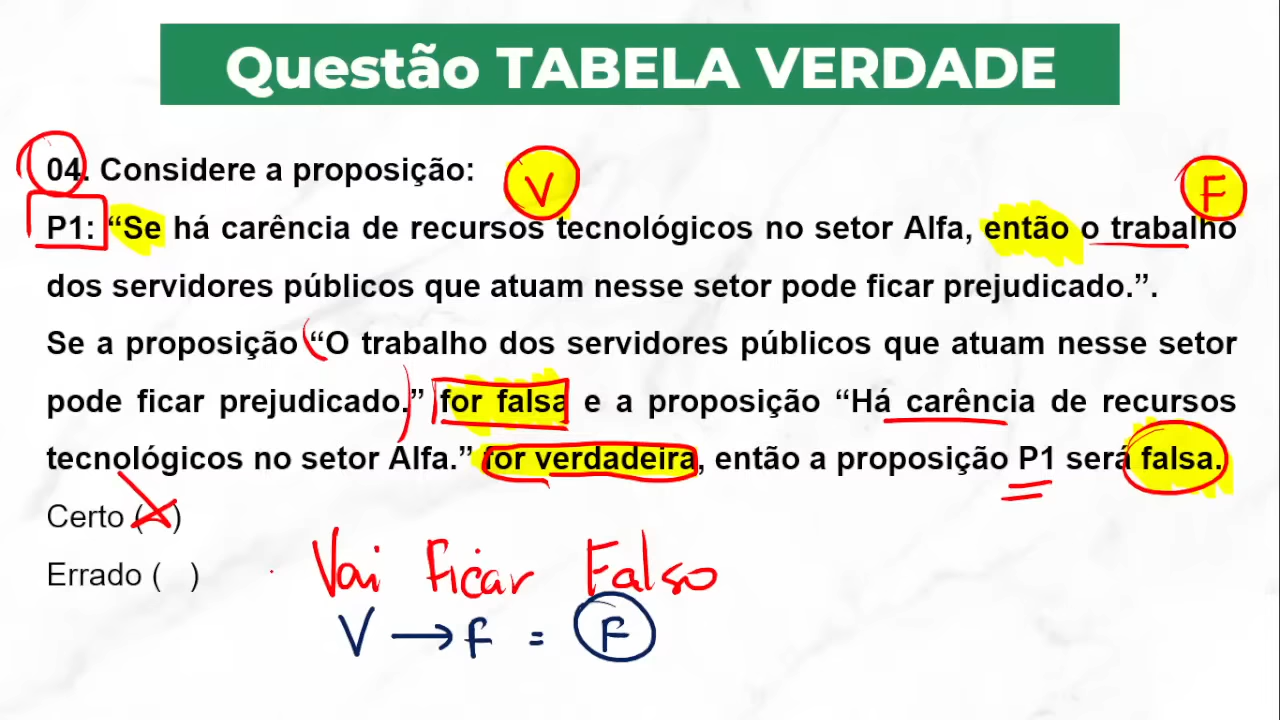 Questão TABELA VERDADE
04. Considere a proposição:
V
F
P1: “Se há carência de recursos tecnológicos no setor Alfa, então o trabalho
dos servidores públicos que atuam nesse setor pode ficar prejudicado.”.
Se a proposição “O trabalho dos servidores públicos que atuam nesse setor
pode ficar prejudicado.” for falsa e a proposição “Há carência de recursos
tecnológicos no setor Alfa.” for verdadeira, então a proposição P1 será falsa.
Certo ( X )
Errado ( )
Vai Ficar Falso
V → F = F